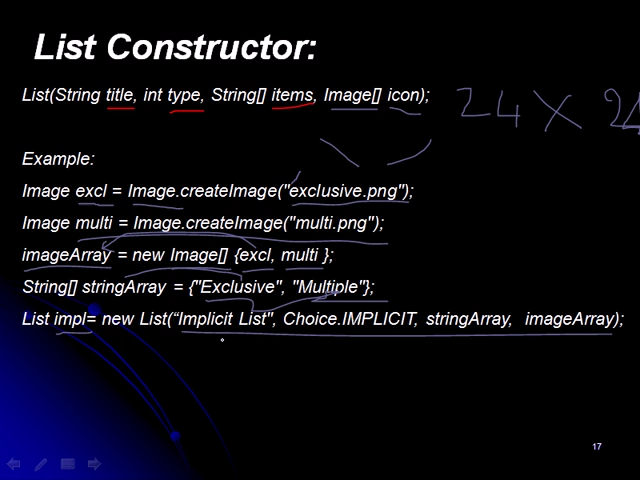 List Constructor:
List(String title, int type, String[] items, Image[] icon);
24 X 24
Example:
Image excl = Image.createImage("exclusive.png");
Image multi = Image.createImage("multi.png");
imageArray = new Image[] {excl, multi };
String[] stringArray = {"Exclusive", "Multiple"};
List impl= new List(“Implicit List", Choice.IMPLICIT, stringArray,  imageArray);
17